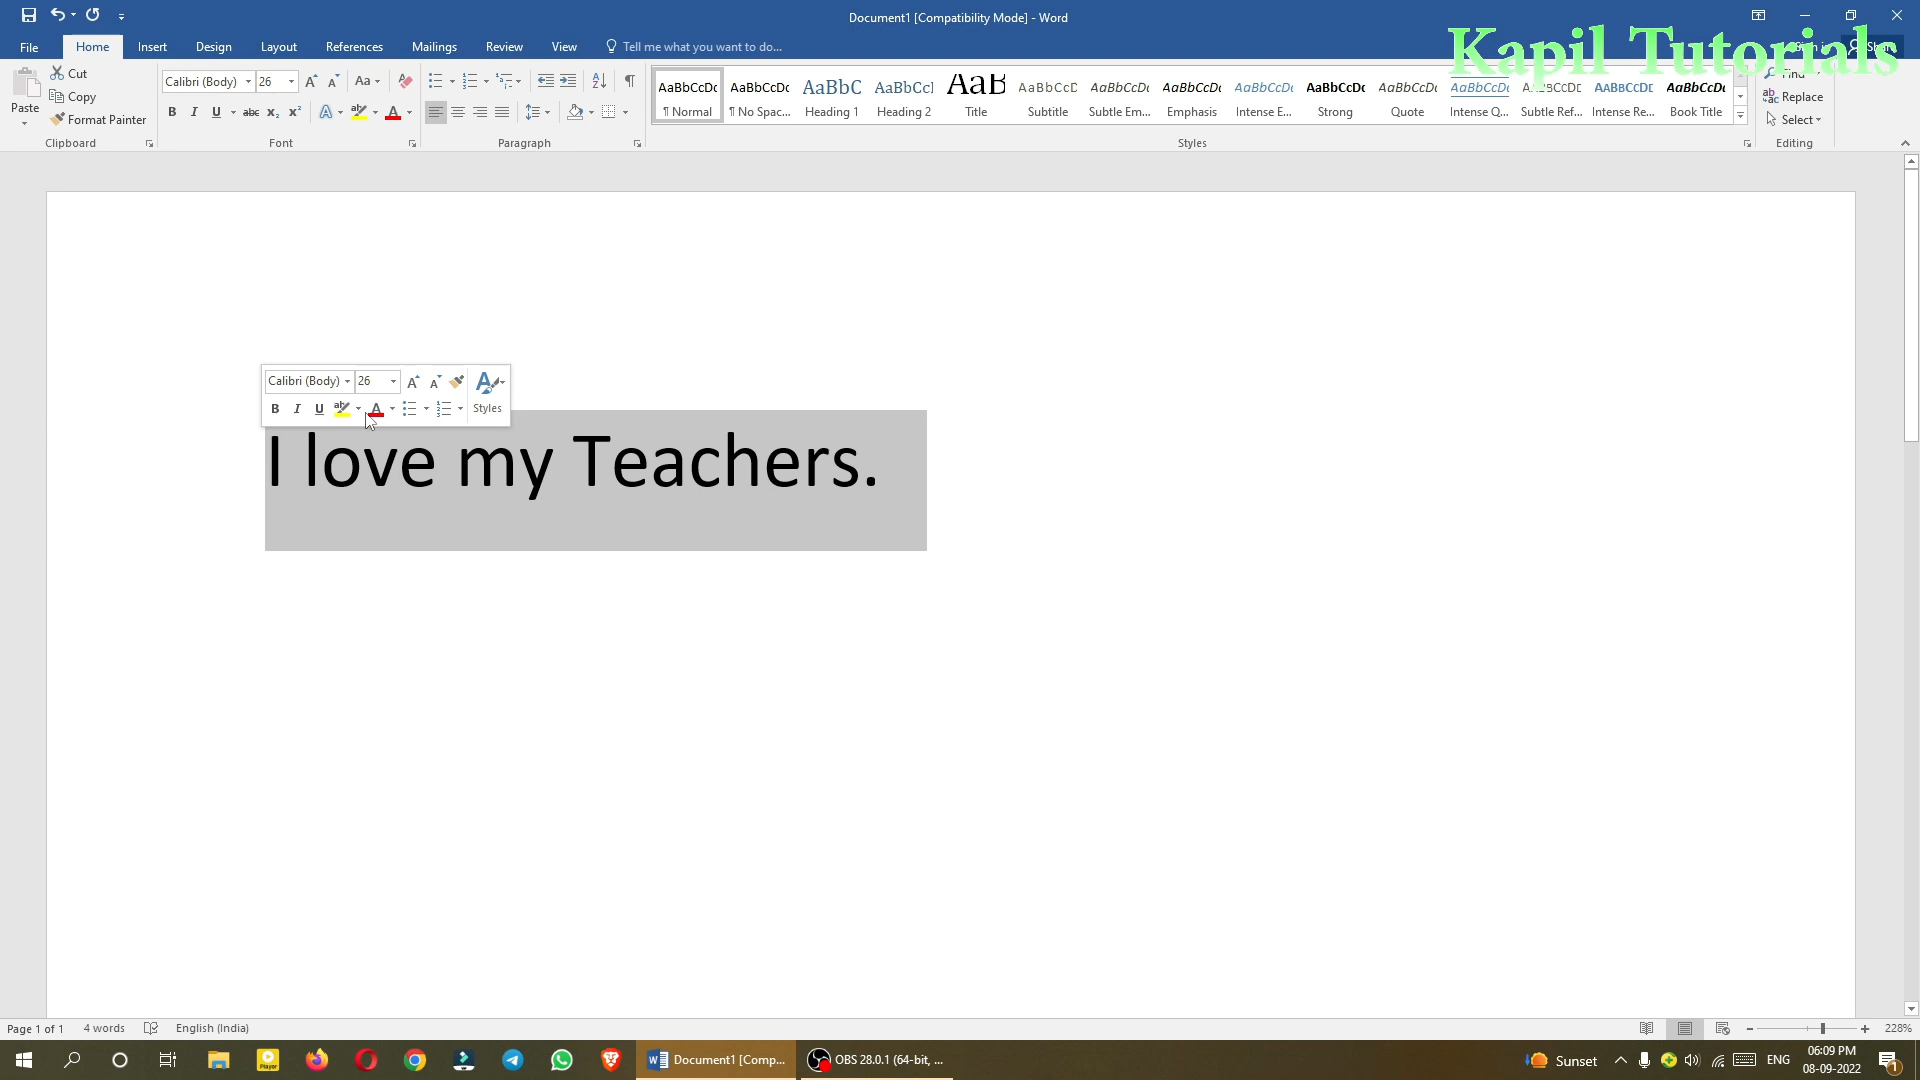 Document1 [Compatibility Mode] - Word
File Home Insert Design Layout References Mailings Review View Tell me what you want to do...
Kapil Tutorials
Paste
Cut
Copy
Format Painter
Clipboard
Calibri (Body) 26
Font
Paragraph
AaBbCcDc AaBbCcDc AaBbC AaBbCcI AaB AaBbCcD AaBbCcDc AaBbCcDc AaBbCcDc AaBbCcDc AaBbCcDc AaBbCcDc AABBCCDE AABBCCDE AaBbCcDc
¶ Normal ¶ No Spac... Heading 1 Heading 2 Title Subtitle Subtle Em... Emphasis Intense E... Strong Quote Intense Q... Subtle Ref... Intense Re... Book Title
Styles
Find
Replace
Select
Editing
Calibri (Body) 26
Styles
I love my Teachers.
Page 1 of 1 4 words English (India) 228%
Document1 [Comp... OBS 28.0.1 (64-bit, ... Sunset ENG 06:09 PM
08-09-2022